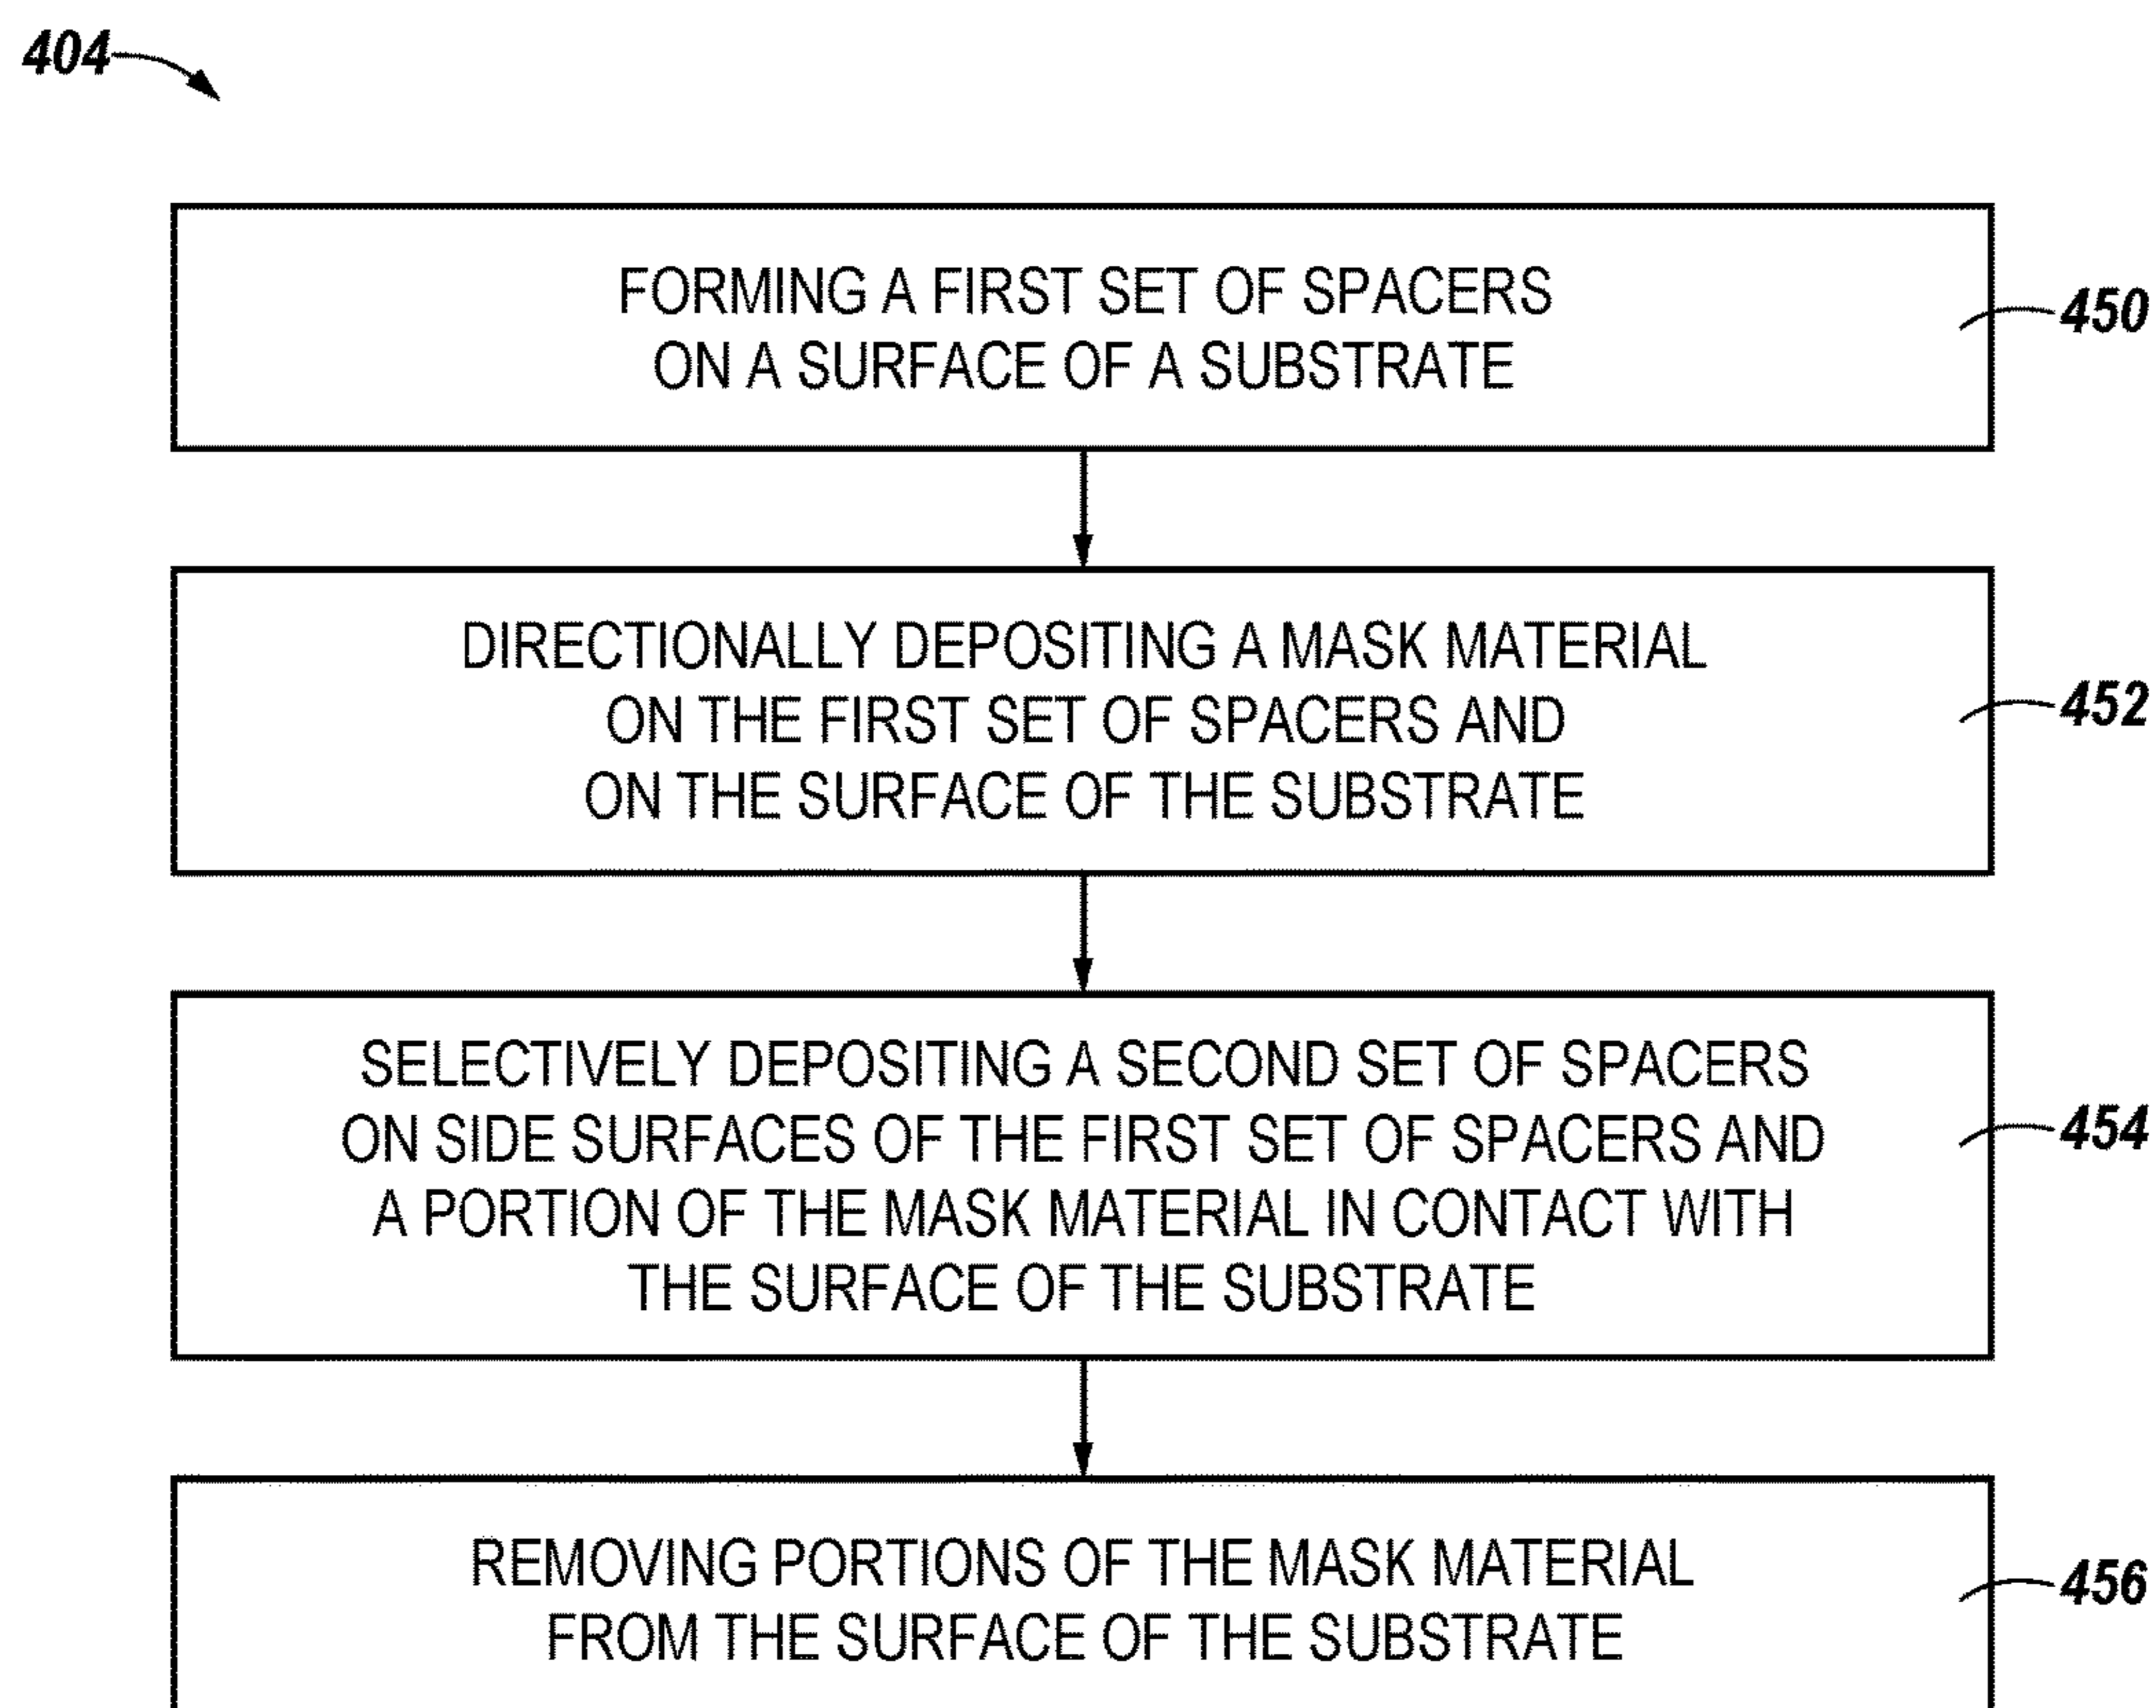 404
FORMING A FIRST SET OF SPACERS
ON A SURFACE OF A SUBSTRATE
450
DIRECTIONALLY DEPOSITING A MASK MATERIAL
ON THE FIRST SET OF SPACERS AND
ON THE SURFACE OF THE SUBSTRATE
452
SELECTIVELY DEPOSITING A SECOND SET OF SPACERS
ON SIDE SURFACES OF THE FIRST SET OF SPACERS AND
A PORTION OF THE MASK MATERIAL IN CONTACT WITH
THE SURFACE OF THE SUBSTRATE
454
REMOVING PORTIONS OF THE MASK MATERIAL
FROM THE SURFACE OF THE SUBSTRATE
456